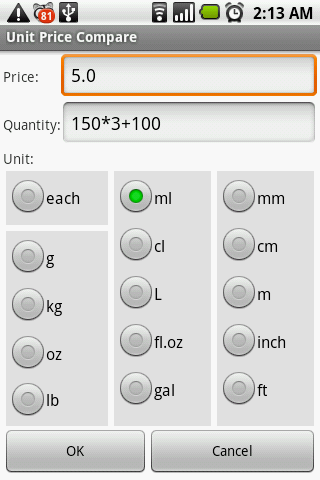 81 2:13 AM
Unit Price Compare
Price: 5.0
Quantity: 150*3+100
Unit:
each
g
kg
oz
lb
ml
cl
L
fl.oz
gal
mm
cm
m
inch
ft
OK Cancel